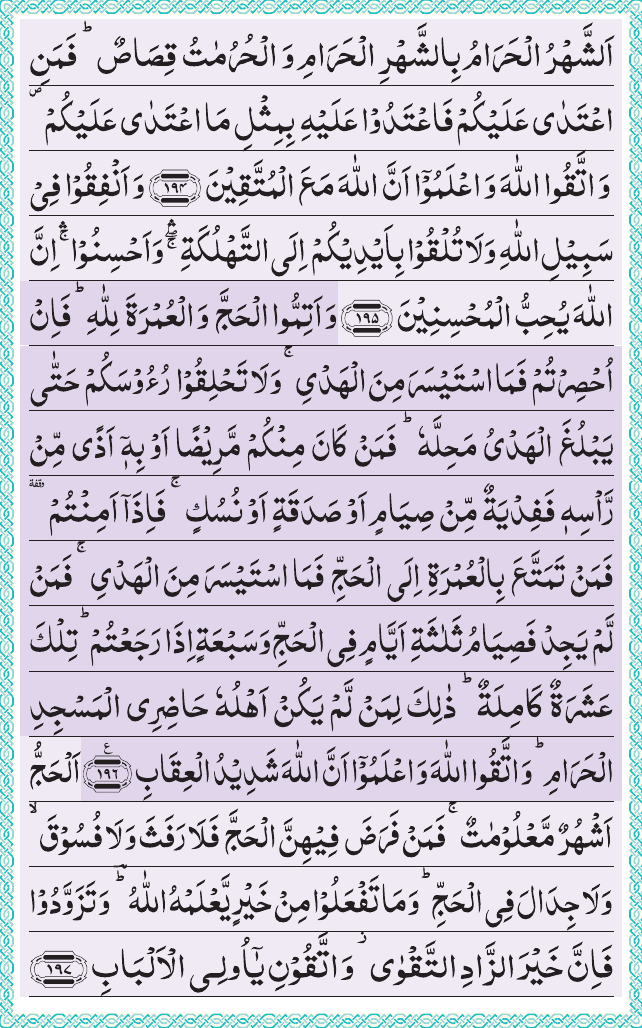 اَلشَّهْرُ الْحَرَامُ بِالشَّهْرِ الْحَرَامِ وَ الْحُرُمٰتُ قِصَاصٌ ؕ فَمَنِ
اعْتَدٰى عَلَيْكُمْ فَاعْتَدُوْا عَلَيْهِ بِمِثْلِ مَا اعْتَدٰى عَلَيْكُمْ ۪
وَ اتَّقُوا اللّٰهَ وَ اعْلَمُوْۤا اَنَّ اللّٰهَ مَعَ الْمُتَّقِيْنَ ﴿۱۹۴﴾ وَ اَنْفِقُوْا فِيْ
سَبِيْلِ اللّٰهِ وَ لَا تُلْقُوْا بِاَيْدِيْكُمْ اِلَى التَّهْلُكَةِ ۛۚ وَ اَحْسِنُوْا ۛۚ اِنَّ
اللّٰهَ يُحِبُّ الْمُحْسِنِيْنَ ﴿۱۹۵﴾ وَ اَتِمُّوا الْحَجَّ وَ الْعُمْرَةَ لِلّٰهِ ؕ فَاِنْ
اُحْصِرْتُمْ فَمَا اسْتَيْسَرَ مِنَ الْهَدْيِ ۚ وَ لَا تَحْلِقُوْا رُءُوْسَكُمْ حَتّٰى
يَبْلُغَ الْهَدْيُ مَحِلَّهٗ ؕ فَمَنْ كَانَ مِنْكُمْ مَّرِيْضًا اَوْ بِهٖۤ اَذًى مِّنْ
رَّاْسِهٖ فَفِدْيَةٌ مِّنْ صِيَامٍ اَوْ صَدَقَةٍ اَوْ نُسُكٍ ۚ فَاِذَاۤ اَمِنْتُمْ ٝ وقفة
فَمَنْ تَمَتَّعَ بِالْعُمْرَةِ اِلَى الْحَجِّ فَمَا اسْتَيْسَرَ مِنَ الْهَدْيِ ۚ فَمَنْ
لَّمْ يَجِدْ فَصِيَامُ ثَلٰثَةِ اَيَّامٍ فِي الْحَجِّ وَ سَبْعَةٍ اِذَا رَجَعْتُمْ ؕ تِلْكَ
عَشَرَةٌ كَامِلَةٌ ؕ ذٰلِكَ لِمَنْ لَّمْ يَكُنْ اَهْلُهٗ حَاضِرِي الْمَسْجِدِ
الْحَرَامِ ؕ وَ اتَّقُوا اللّٰهَ وَ اعْلَمُوْۤا اَنَّ اللّٰهَ شَدِيْدُ الْعِقَابِ ﴿۱۹۶﴾ ع اَلْحَجُّ
اَشْهُرٌ مَّعْلُوْمٰتٌ ۚ فَمَنْ فَرَضَ فِيْهِنَّ الْحَجَّ فَلَا رَفَثَ وَ لَا فُسُوْقَ ۙ
وَ لَا جِدَالَ فِي الْحَجِّ ؕ وَ مَا تَفْعَلُوْا مِنْ خَيْرٍ يَّعْلَمْهُ اللّٰهُ ؔؕ وَ تَزَوَّدُوْا
فَاِنَّ خَيْرَ الزَّادِ التَّقْوٰى ؗ وَ اتَّقُوْنِ يٰۤاُولِي الْاَلْبَابِ ﴿۱۹۷﴾